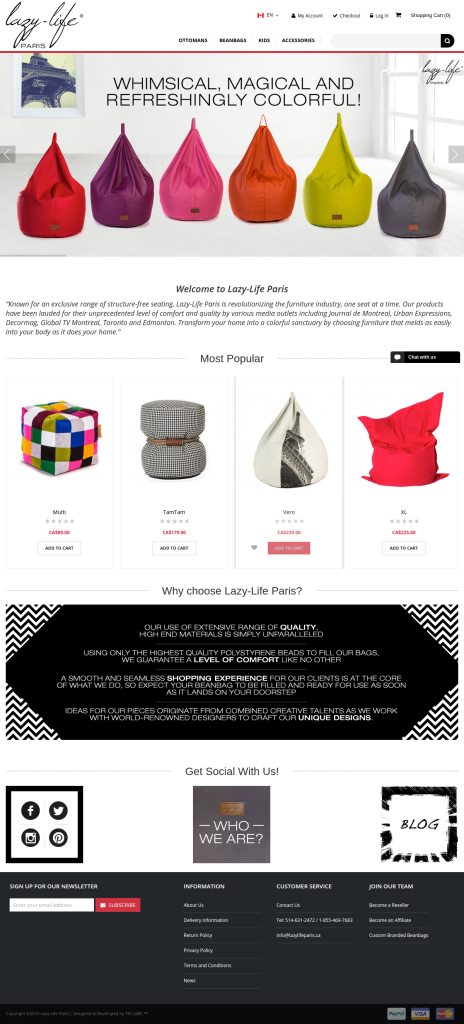 lazy-life®
PARIS
EN
My Account
Checkout
Log In
Shopping Cart (0)
OTTOMANS
BEANBAGS
KIDS
ACCESSORIES
lazy-life
PARIS
WHIMSICAL, MAGICAL AND
REFRESHINGLY COLORFUL!
Welcome to Lazy-Life Paris
"Known for an exclusive range of structure-free seating, Lazy-Life Paris is revolutionizing the furniture industry, one seat at a time. Our products
have been lauded for their unprecedented level of comfort and quality by various media outlets including Journal de Montreal, Urban Expressions,
Decormag, Global TV Montreal, Toronto and Edmonton. Transform your home into a colorful sanctuary by choosing furniture that melds as easily
into your body as it does your home."
Most Popular
Chat with us
Multi
CA$89.00
ADD TO CART
TamTam
CA$179.00
ADD TO CART
Vero
CA$239.00
ADD TO CART
XL
CA$225.00
ADD TO CART
Why choose Lazy-Life Paris?
OUR USE OF EXTENSIVE RANGE OF QUALITY,
HIGH END MATERIALS IS SIMPLY UNPARALLELED
USING ONLY THE HIGHEST QUALITY POLYSTYRENE BEADS TO FILL OUR BAGS,
WE GUARANTEE A LEVEL OF COMFORT LIKE NO OTHER
A SMOOTH AND SEAMLESS SHOPPING EXPERIENCE FOR OUR CLIENTS IS AT THE CORE
OF WHAT WE DO, SO EXPECT YOUR BEANBAG TO BE FILLED AND READY FOR USE AS SOON
AS IT LANDS ON YOUR DOORSTEP
IDEAS FOR OUR PIECES ORIGINATE FROM COMBINED CREATIVE TALENTS AS WE WORK
WITH WORLD-RENOWNED DESIGNERS TO CRAFT OUR UNIQUE DESIGNS.
Get Social With Us!
WHO
WE ARE?
BLOG
SIGN UP FOR OUR NEWSLETTER
Enter your email address
SUBSCRIBE
INFORMATION
About Us
Delivery Information
Return Policy
Privacy Policy
Terms and Conditions
News
CUSTOMER SERVICE
Contact Us
Tel: 514-631-2472 / 1-855-469-7883
info@lazylifeparis.ca
JOIN OUR TEAM
Become a Reseller
Become an Affiliate
Custom Branded Beanbags
PayPal
VISA